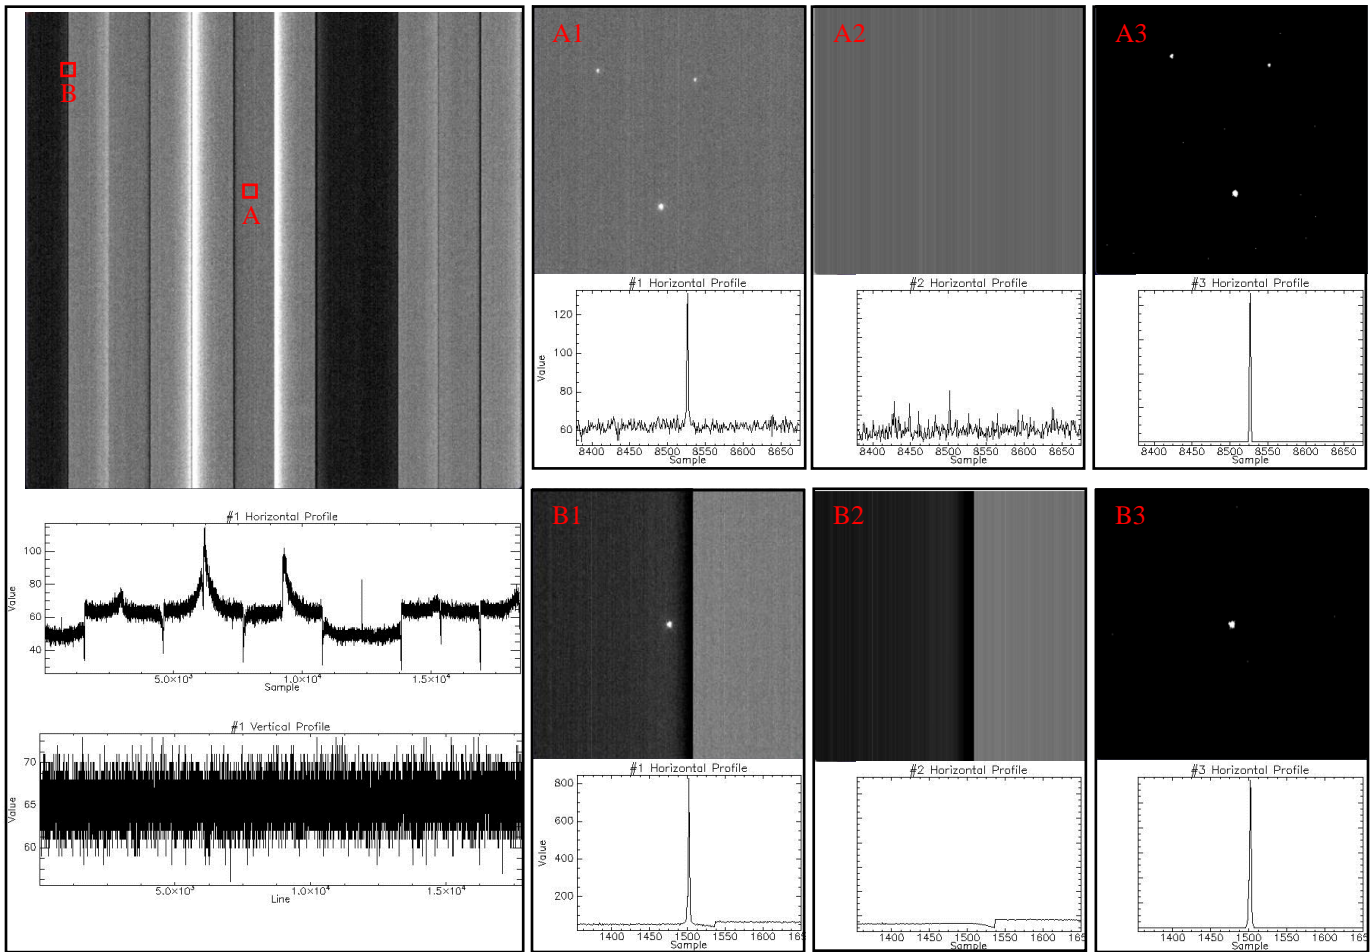 B
A
#1 Horizontal Profile
Value
100
80
60
40
5.0×10³ 1.0×10⁴ 1.5×10⁴
Sample
#1 Vertical Profile
Value
70
65
60
5.0×10³ 1.0×10⁴ 1.5×10⁴
Line
A1
#1 Horizontal Profile
Value
120
100
80
60
8400 8450 8500 8550 8600 8650
Sample
A2
#2 Horizontal Profile
8400 8450 8500 8550 8600 8650
Sample
A3
#3 Horizontal Profile
8400 8450 8500 8550 8600 8650
Sample
B1
#1 Horizontal Profile
Value
800
600
400
200
1400 1450 1500 1550 1600 165
Sample
B2
#2 Horizontal Profile
1400 1450 1500 1550 1600 165
Sample
B3
#3 Horizontal Profile
1400 1450 1500 1550 1600 165
Sample